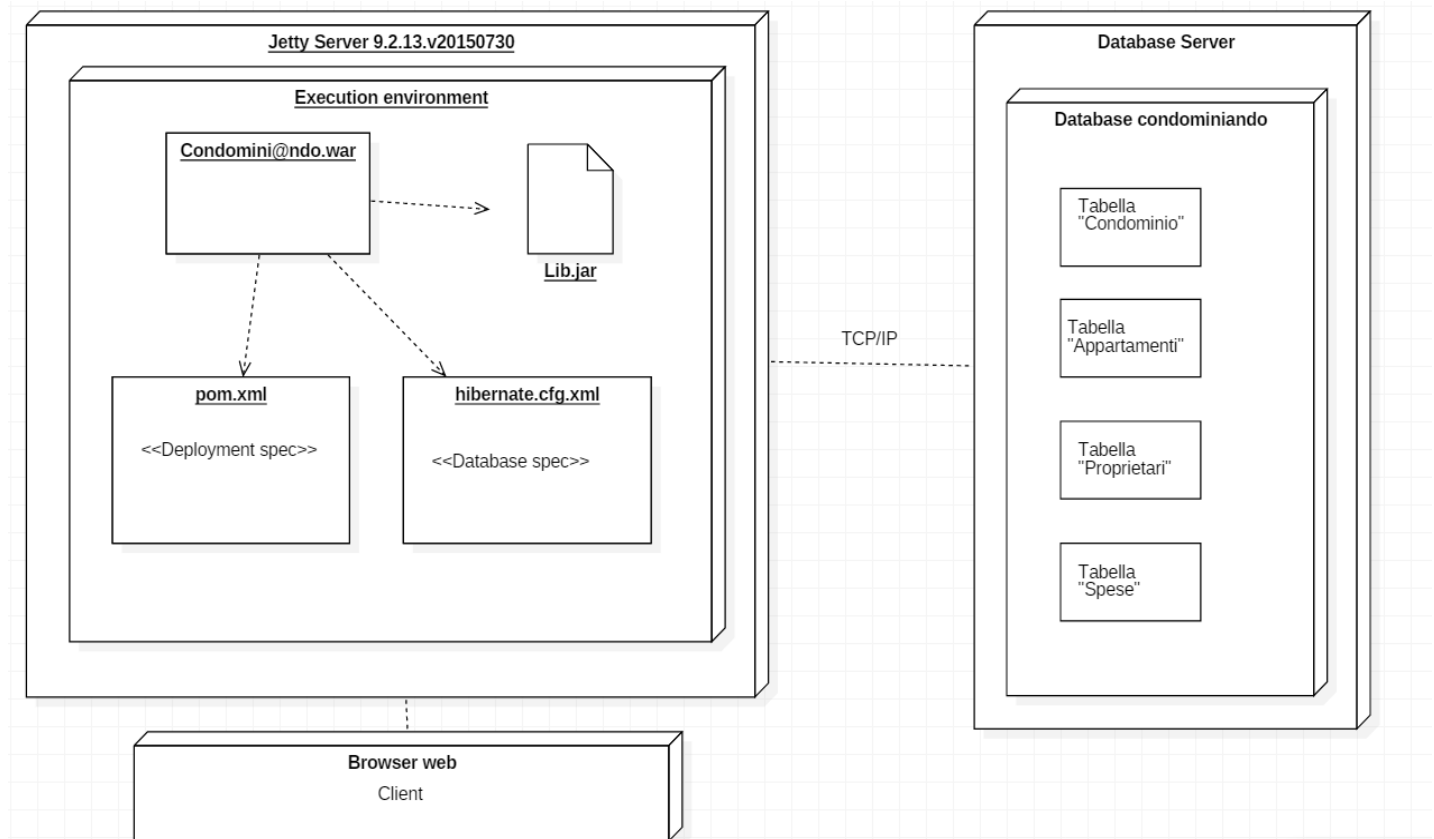 Jetty Server 9.2.13.v20150730
Execution environment
Condomini@ndo.war
Lib.jar
pom.xml
<<Deployment spec>>
hibernate.cfg.xml
<<Database spec>>
TCP/IP
Database Server
Database condominiando
Tabella
"Condominio"
Tabella
"Appartamenti"
Tabella
"Proprietari"
Tabella
"Spese"
Browser web
Client